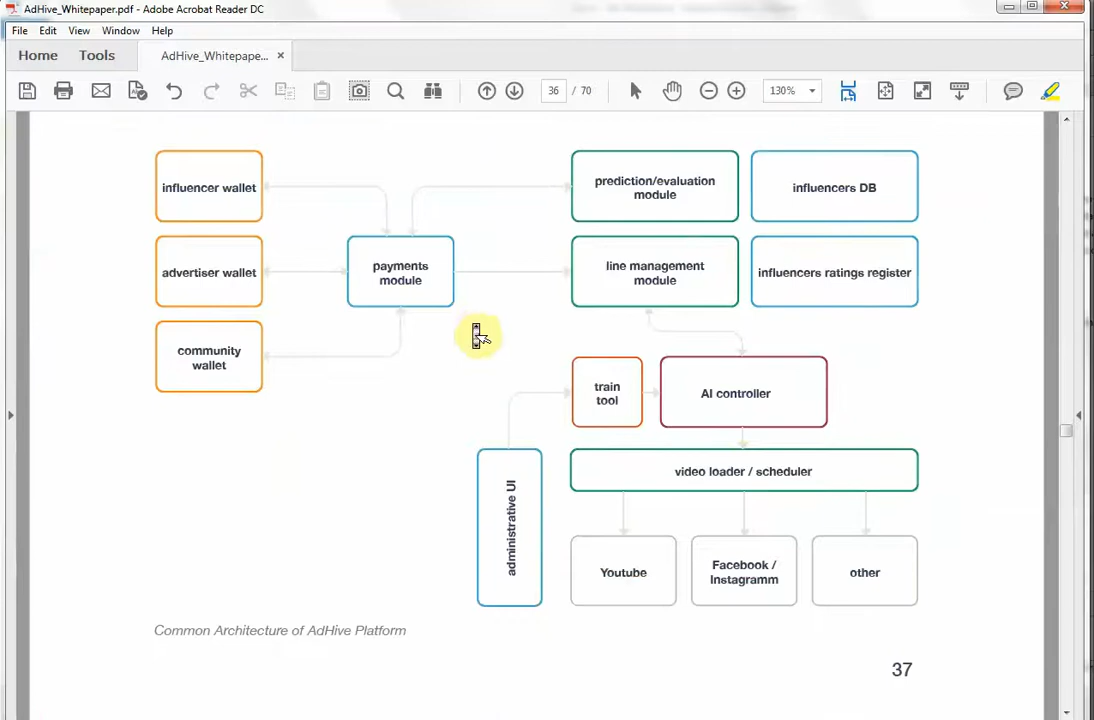 AdHive_Whitepaper.pdf - Adobe Acrobat Reader DC
File Edit View Window Help
Home Tools AdHive_Whitepape... ×
36 / 70 130%
influencer wallet
prediction/evaluation
module
influencers DB
advertiser wallet
payments
module
line management
module
influencers ratings register
community
wallet
train
tool
AI controller
video loader / scheduler
administrative UI
Youtube
Facebook /
Instagramm
other
Common Architecture of AdHive Platform
37